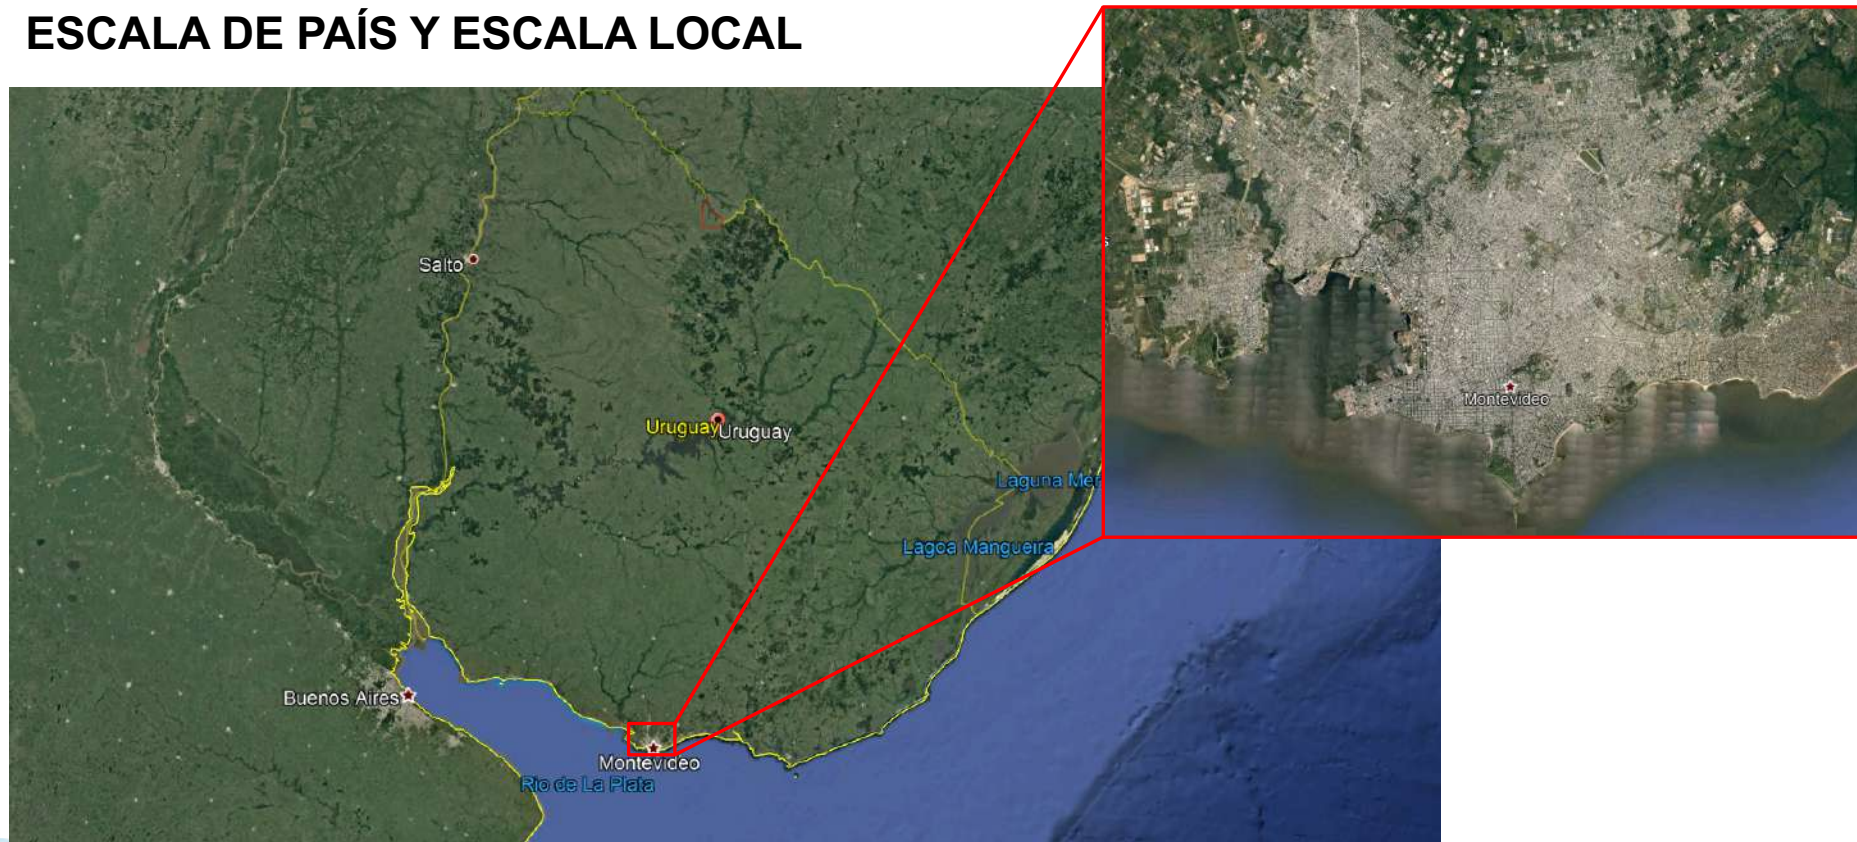 ESCALA DE PAÍS Y ESCALA LOCAL
Salto
Uruguay
Uruguay
Laguna Mer
Lagoa Mangueira
Buenos Aires
Montevideo
Rio de La Plata
Montevideo